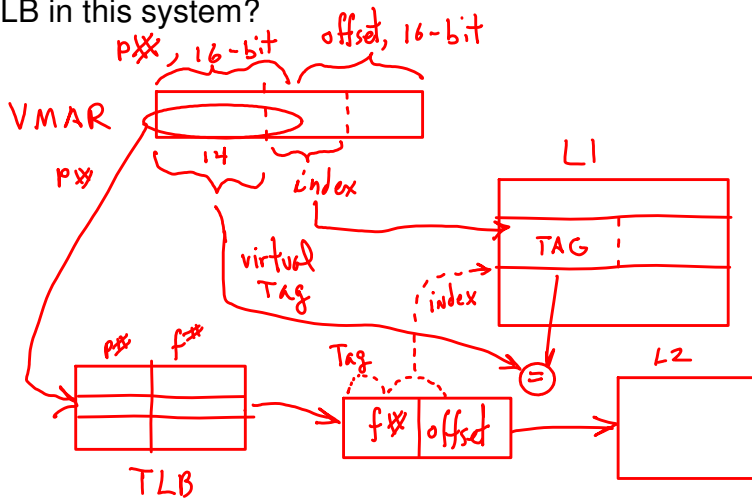 LB in this system?
p#, 16-bit
offset, 16-bit
VMAR
p#
14
index
L1
TAG
virtual
Tag
index
p#
f#
Tag
L2
=
f#
offset
TLB